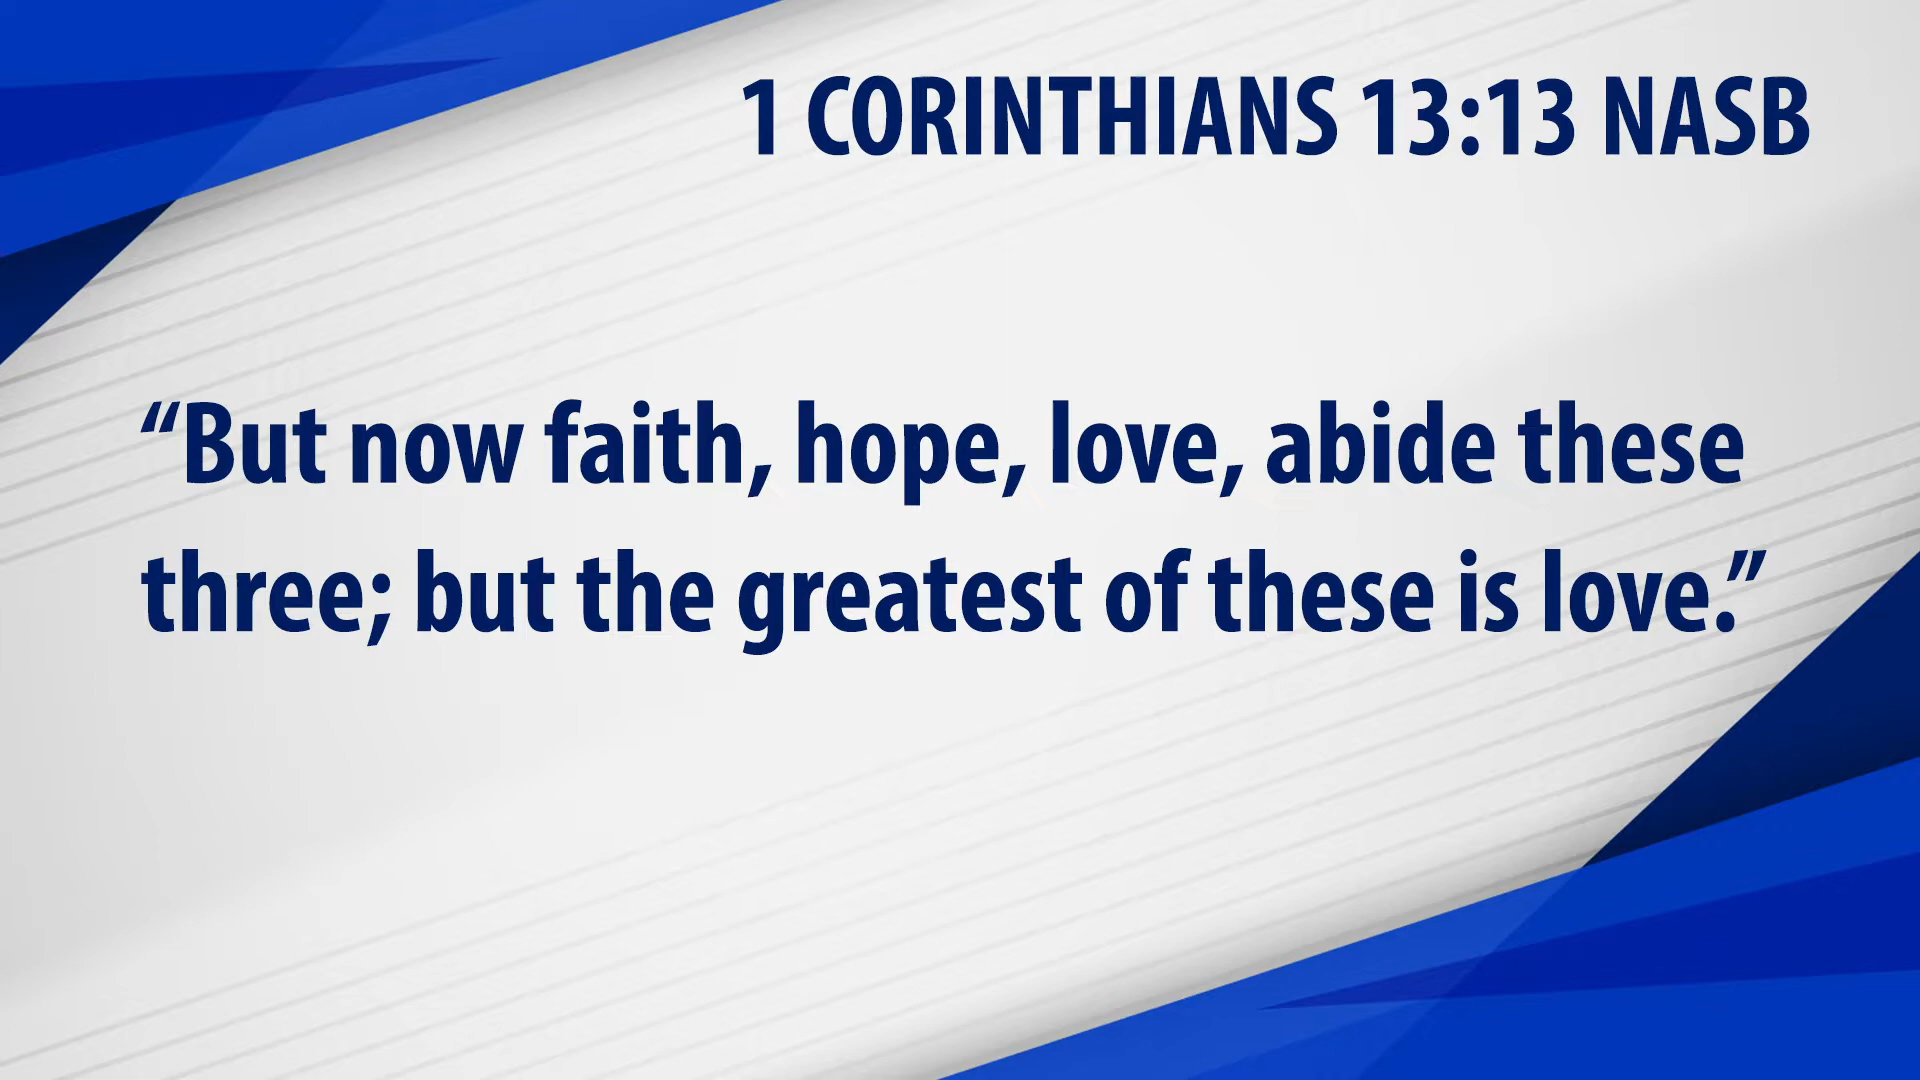 1 CORINTHIANS 13:13 NASB
“But now faith, hope, love, abide these
three; but the greatest of these is love.”